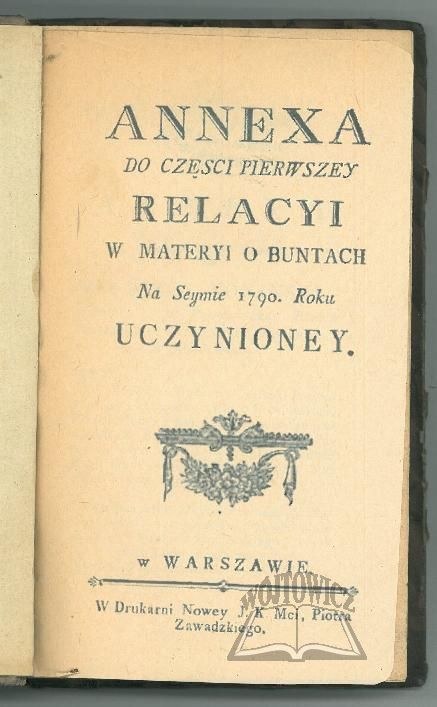 ANNEXA
DO CZĘSCI PIERWSZEY
RELACYI
W MATERYI O BUNTACH
Na Seymie 1790. Roku
UCZYNIONEY.
w WARSZAWIE
W Drukarni Nowey J. K Mci, Piotra
Zawadzkiego.
WÓJTOWICZ